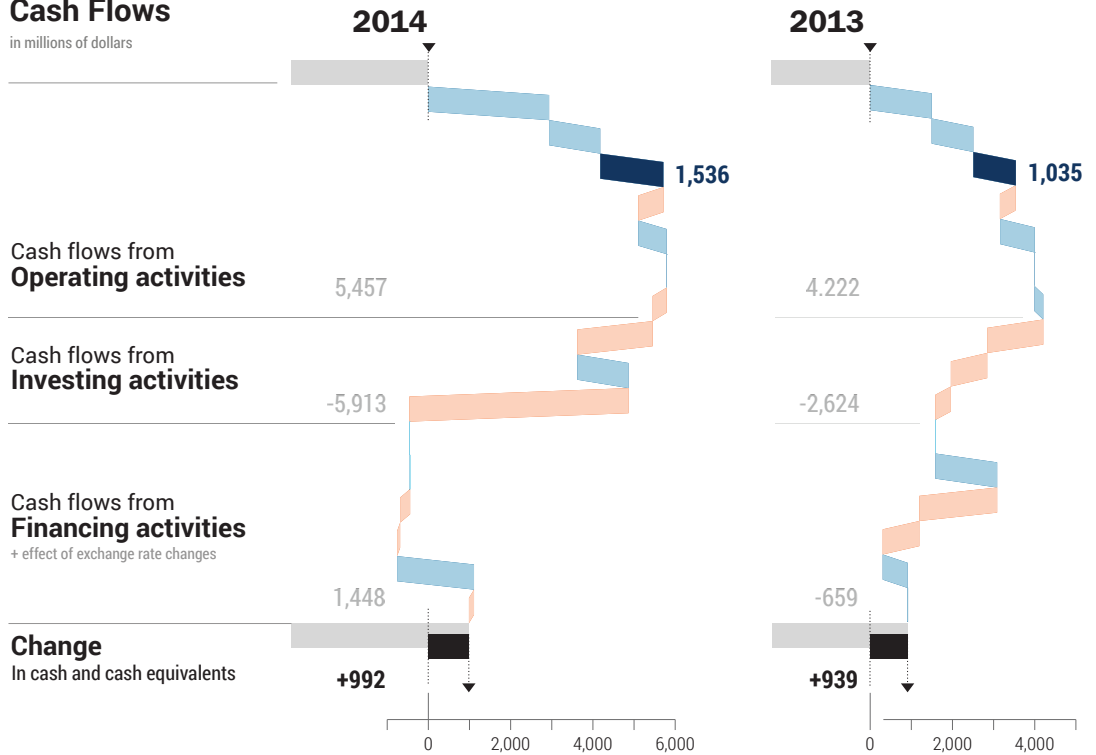 Cash Flows
in millions of dollars
2014
2013
1,536
1,035
Cash flows from
Operating activities
5,457
4.222
Cash flows from
Investing activities
-5,913
-2,624
Cash flows from
Financing activities
+ effect of exchange rate changes
1,448
-659
Change
In cash and cash equivalents
+992
+939
0 2,000 4,000 6,000
0 2,000 4,000